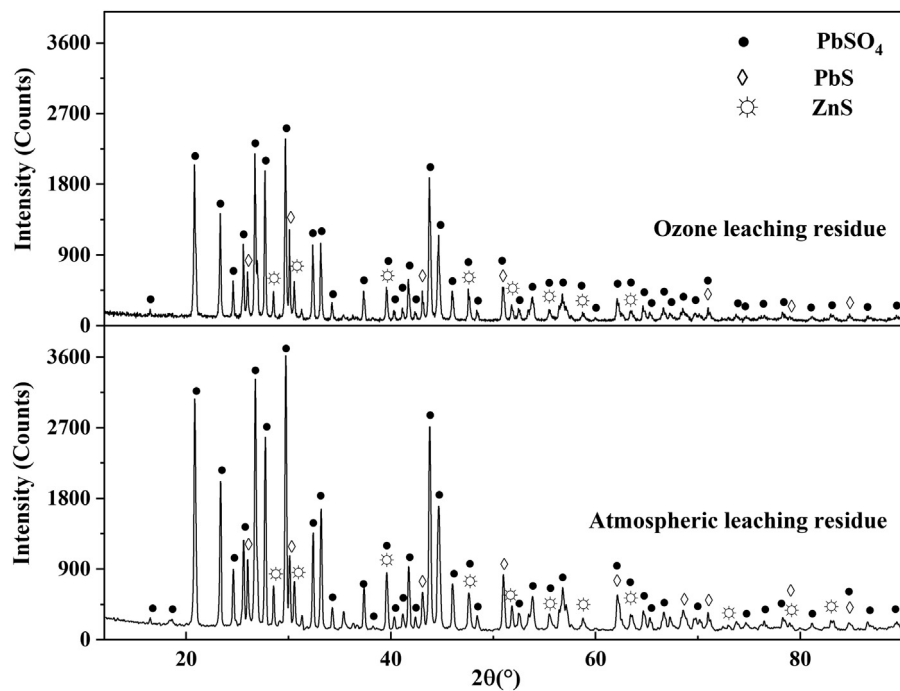 3600
2700
1800
900
0
Intensity (Counts)
PbSO₄
PbS
ZnS
Ozone leaching residue
3600
2700
1800
900
0
Intensity (Counts)
Atmospheric leaching residue
20
40
60
80
2θ(°)